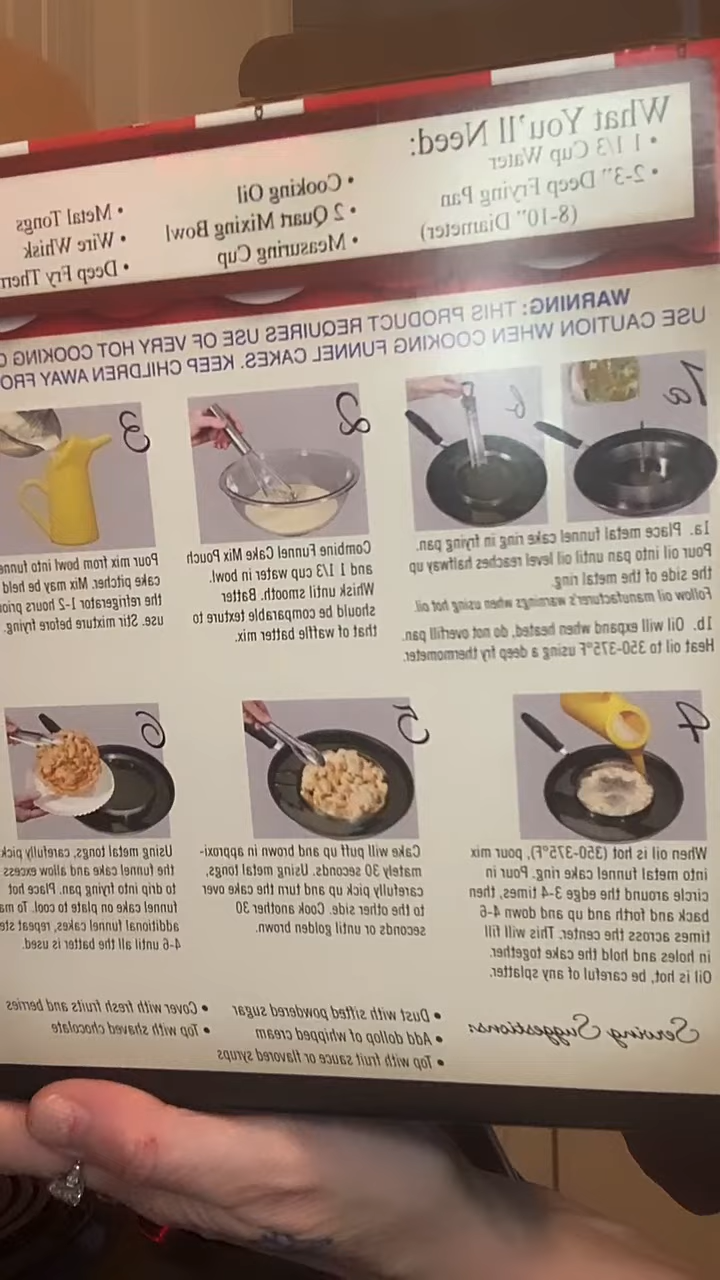 What You'll Need:
• 1 1/3 Cup Water
• 2-3" Deep Frying Pan
(8-10" Diameter)
• Cooking Oil
• 2 Quart Mixing Bowl
• Measuring Cup
• Metal Tongs
• Wire Whisk
• Deep Fry
WARNING: THIS PRODUCT REQUIRES USE OF VERY HOT COOKING
USE CAUTION WHEN COOKING FUNNEL CAKES. KEEP CHILDREN AWAY
1a
b
1a. Place metal funnel cake ring in frying pan.
Pour oil into pan until oil level reaches halfway up
the side of the metal ring.
Follow oil manufacturer's warnings when using hot oil.
1b. Oil will expand when heated, do not overfill pan.
Heat oil to 350-375°F using a deep fry thermometer.
2
Combine Funnel Cake Mix Pouch
and 1 1/3 cup water in bowl.
Whisk until smooth. Batter
should be comparable texture to
that of waffle batter mix.
3
Pour mix from bowl into
cake pitcher. Mix may be held
the refrigerator 1-2 hours
use. Stir mixture before frying.
4
When oil is hot (350-375°F), pour mix
into metal funnel cake ring. Pour in
circle around the edge 3-4 times, then
back and forth and up and down 4-6
times across the center. This will fill
in holes and hold the cake together.
Oil is hot, be careful of any splatter.
5
Cake will puff up and brown in approxi-
mately 30 seconds. Using metal tongs,
carefully pick up and turn the cake over
to the other side. Cook another 30
seconds or until golden brown.
6
Using metal tongs, carefully pick
the funnel cake and allow excess
to drip into frying pan. Place hot
funnel cake on plate to cool. To
additional funnel cakes, repeat
4-6 until all the batter is used.
Serving Suggestions:
• Dust with sifted powdered sugar
• Add dollop of whipped cream
• Top with fruit sauce or flavored syrups
• Cover with fresh fruits and berries
• Top with shaved chocolate